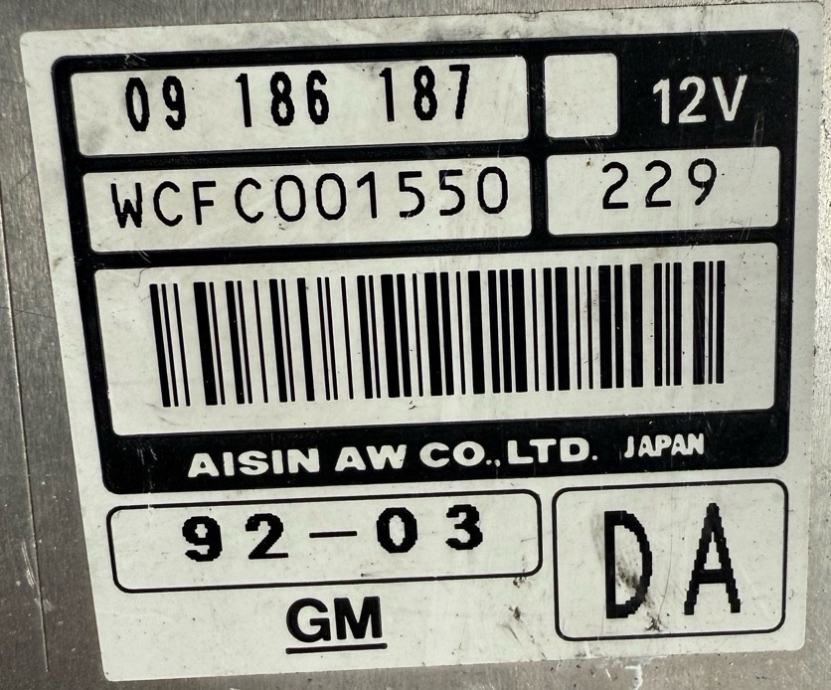 09 186 187 12V
WCFC001550 229
AISIN AW CO.,LTD. JAPAN
92-03 DA
GM